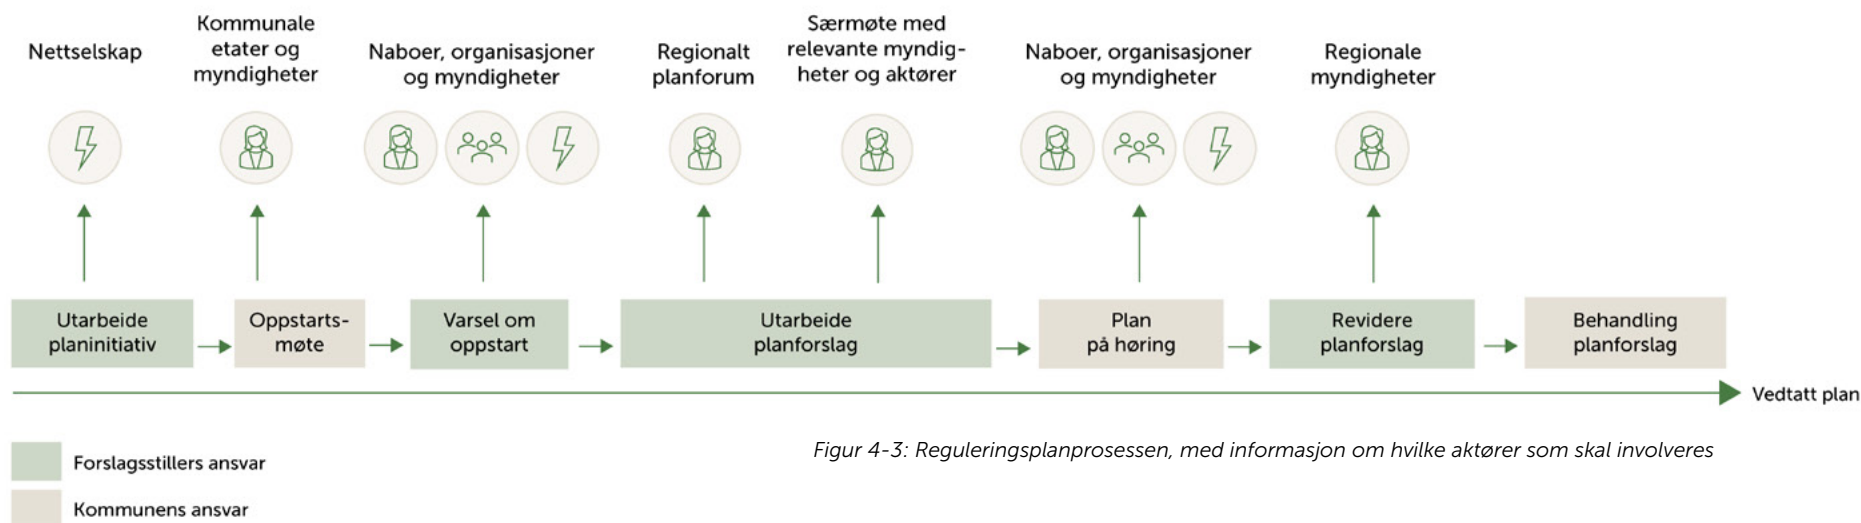 Nettselskap
Kommunale
etater og
myndigheter
Naboer, organisasjoner
og myndigheter
Regionalt
planforum
Særmøte med
relevante myndig-
heter og aktører
Naboer, organisasjoner
og myndigheter
Regionale
myndigheter
Utarbeide
planinitiativ
Oppstarts-
møte
Varsel om
oppstart
Utarbeide
planforslag
Plan
på høring
Revidere
planforslag
Behandling
planforslag
Vedtatt plan
Forslagsstillers ansvar
Kommunens ansvar
Figur 4-3: Reguleringsplanprosessen, med informasjon om hvilke aktører som skal involveres